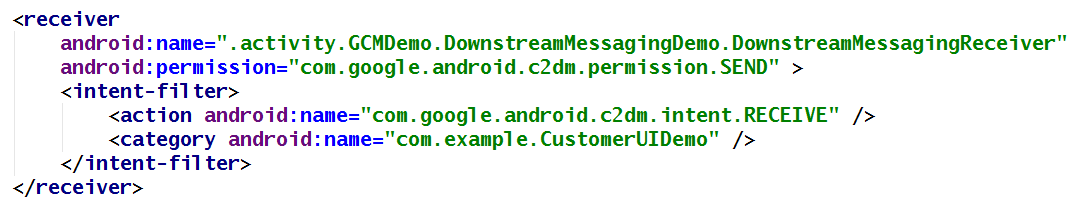 <receiver
    android:name=".activity.GCMDemo.DownstreamMessagingDemo.DownstreamMessagingReceiver"
    android:permission="com.google.android.c2dm.permission.SEND" >
    <intent-filter>
        <action android:name="com.google.android.c2dm.intent.RECEIVE" />
        <category android:name="com.example.CustomerUIDemo" />
    </intent-filter>
</receiver>